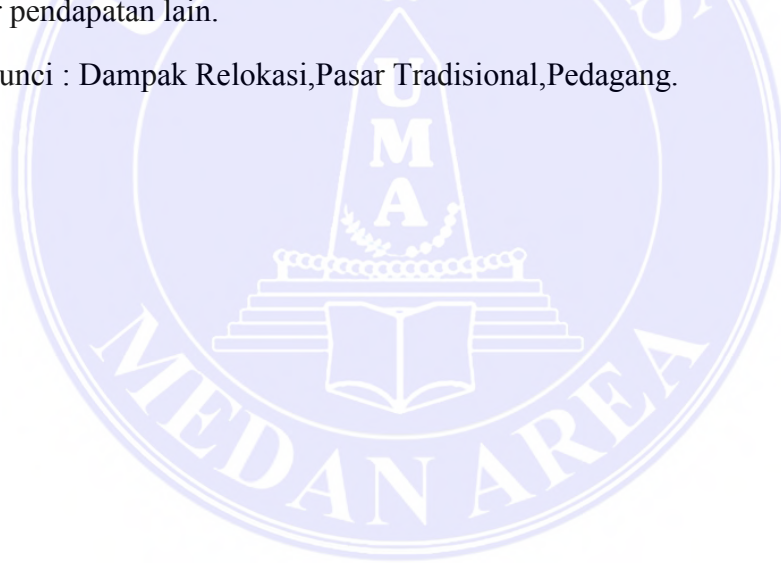 pendapatan lain.
unci : Dampak Relokasi,Pasar Tradisional,Pedagang.
U
M
A
MEDAN AREA